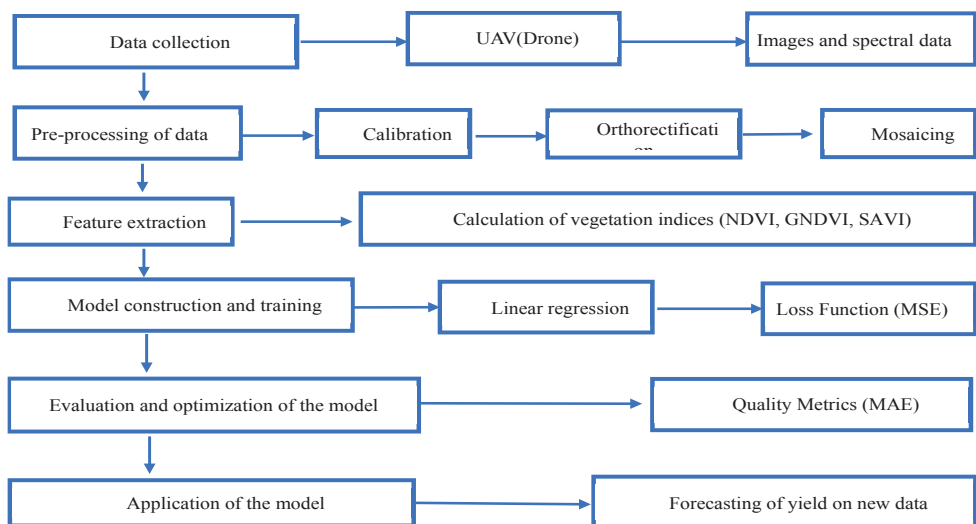 Data collection
UAV(Drone)
Images and spectral data
Pre-processing of data
Calibration
Orthorectificati
on
Mosaicing
Feature extraction
Calculation of vegetation indices (NDVI, GNDVI, SAVI)
Model construction and training
Linear regression
Loss Function (MSE)
Evaluation and optimization of the model
Quality Metrics (MAE)
Application of the model
Forecasting of yield on new data